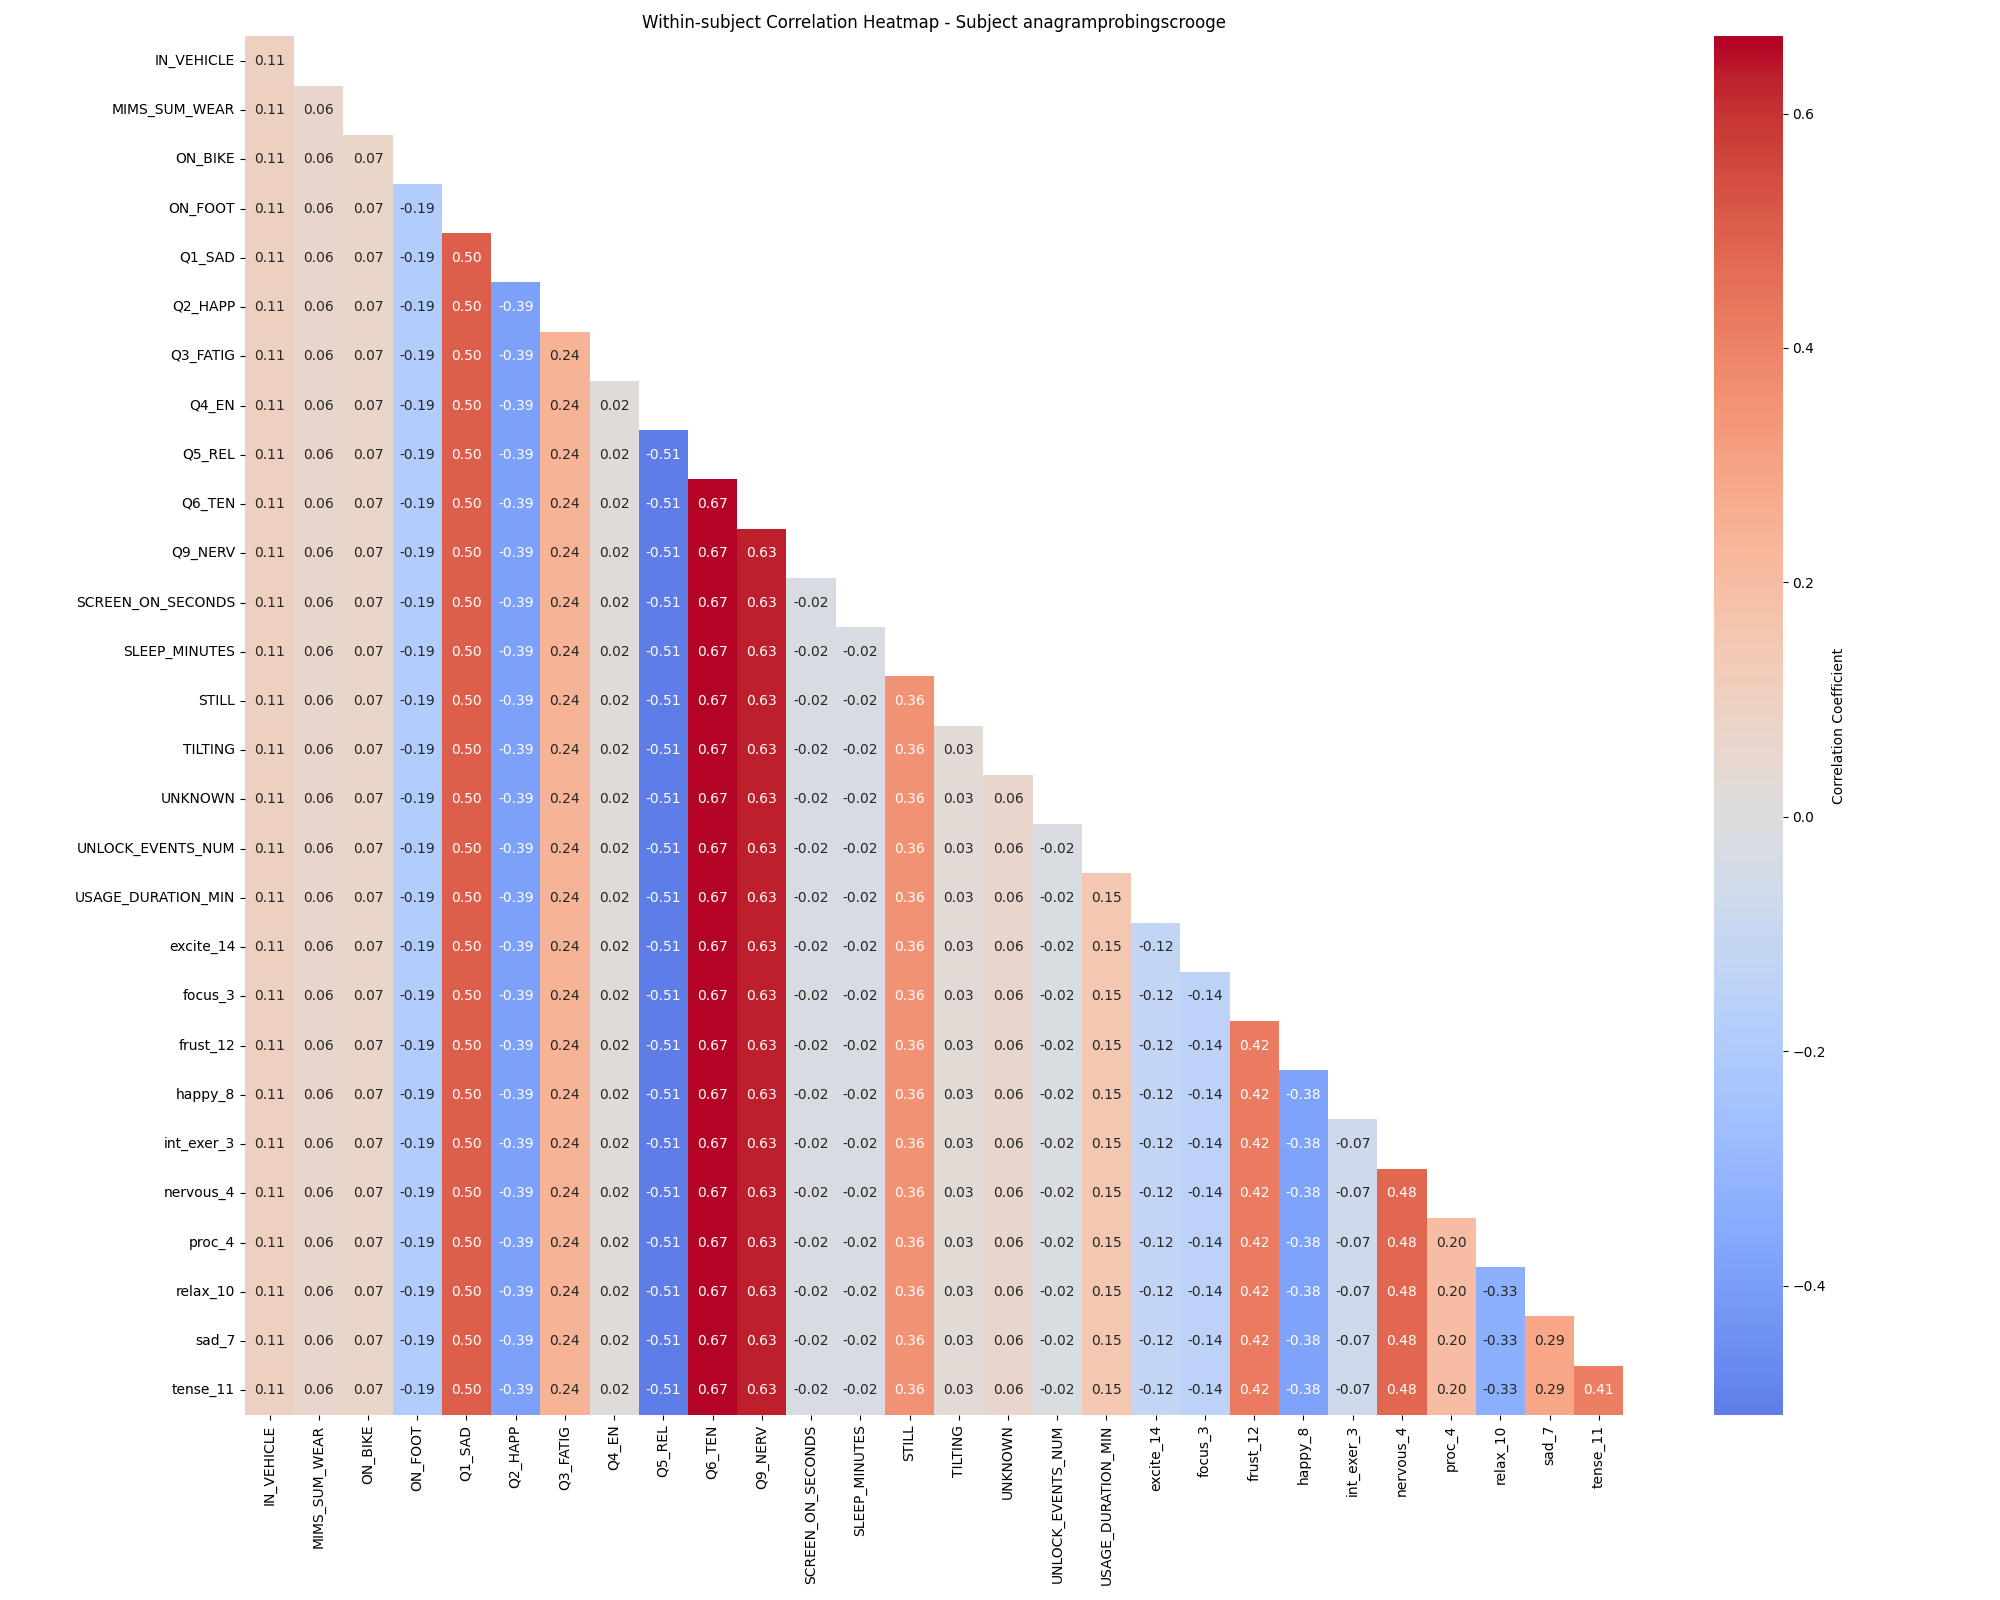 Within-subject Correlation Heatmap - Subject anagramprobingscrooge
IN_VEHICLE 0.11
MIMS_SUM_WEAR 0.11 0.06
ON_BIKE 0.11 0.06 0.07
ON_FOOT 0.11 0.06 0.07 -0.19
Q1_SAD 0.11 0.06 0.07 -0.19 0.50
Q2_HAPP 0.11 0.06 0.07 -0.19 0.50 -0.39
Q3_FATIG 0.11 0.06 0.07 -0.19 0.50 -0.39 0.24
Q4_EN 0.11 0.06 0.07 -0.19 0.50 -0.39 0.24 0.02
Q5_REL 0.11 0.06 0.07 -0.19 0.50 -0.39 0.24 0.02 -0.51
Q6_TEN 0.11 0.06 0.07 -0.19 0.50 -0.39 0.24 0.02 -0.51 0.67
Q9_NERV 0.11 0.06 0.07 -0.19 0.50 -0.39 0.24 0.02 -0.51 0.67 0.63
SCREEN_ON_SECONDS 0.11 0.06 0.07 -0.19 0.50 -0.39 0.24 0.02 -0.51 0.67 0.63 -0.02
SLEEP_MINUTES 0.11 0.06 0.07 -0.19 0.50 -0.39 0.24 0.02 -0.51 0.67 0.63 -0.02 -0.02
STILL 0.11 0.06 0.07 -0.19 0.50 -0.39 0.24 0.02 -0.51 0.67 0.63 -0.02 -0.02 0.36
TILTING 0.11 0.06 0.07 -0.19 0.50 -0.39 0.24 0.02 -0.51 0.67 0.63 -0.02 -0.02 0.36 0.03
UNKNOWN 0.11 0.06 0.07 -0.19 0.50 -0.39 0.24 0.02 -0.51 0.67 0.63 -0.02 -0.02 0.36 0.03 0.06
UNLOCK_EVENTS_NUM 0.11 0.06 0.07 -0.19 0.50 -0.39 0.24 0.02 -0.51 0.67 0.63 -0.02 -0.02 0.36 0.03 0.06 -0.02
USAGE_DURATION_MIN 0.11 0.06 0.07 -0.19 0.50 -0.39 0.24 0.02 -0.51 0.67 0.63 -0.02 -0.02 0.36 0.03 0.06 -0.02 0.15
excite_14 0.11 0.06 0.07 -0.19 0.50 -0.39 0.24 0.02 -0.51 0.67 0.63 -0.02 -0.02 0.36 0.03 0.06 -0.02 0.15 -0.12
focus_3 0.11 0.06 0.07 -0.19 0.50 -0.39 0.24 0.02 -0.51 0.67 0.63 -0.02 -0.02 0.36 0.03 0.06 -0.02 0.15 -0.12 -0.14
frust_12 0.11 0.06 0.07 -0.19 0.50 -0.39 0.24 0.02 -0.51 0.67 0.63 -0.02 -0.02 0.36 0.03 0.06 -0.02 0.15 -0.12 -0.14 0.42
happy_8 0.11 0.06 0.07 -0.19 0.50 -0.39 0.24 0.02 -0.51 0.67 0.63 -0.02 -0.02 0.36 0.03 0.06 -0.02 0.15 -0.12 -0.14 0.42 -0.38
int_exer_3 0.11 0.06 0.07 -0.19 0.50 -0.39 0.24 0.02 -0.51 0.67 0.63 -0.02 -0.02 0.36 0.03 0.06 -0.02 0.15 -0.12 -0.14 0.42 -0.38 -0.07
nervous_4 0.11 0.06 0.07 -0.19 0.50 -0.39 0.24 0.02 -0.51 0.67 0.63 -0.02 -0.02 0.36 0.03 0.06 -0.02 0.15 -0.12 -0.14 0.42 -0.38 -0.07 0.48
proc_4 0.11 0.06 0.07 -0.19 0.50 -0.39 0.24 0.02 -0.51 0.67 0.63 -0.02 -0.02 0.36 0.03 0.06 -0.02 0.15 -0.12 -0.14 0.42 -0.38 -0.07 0.48 0.20
relax_10 0.11 0.06 0.07 -0.19 0.50 -0.39 0.24 0.02 -0.51 0.67 0.63 -0.02 -0.02 0.36 0.03 0.06 -0.02 0.15 -0.12 -0.14 0.42 -0.38 -0.07 0.48 0.20 -0.33
sad_7 0.11 0.06 0.07 -0.19 0.50 -0.39 0.24 0.02 -0.51 0.67 0.63 -0.02 -0.02 0.36 0.03 0.06 -0.02 0.15 -0.12 -0.14 0.42 -0.38 -0.07 0.48 0.20 -0.33 0.29
tense_11 0.11 0.06 0.07 -0.19 0.50 -0.39 0.24 0.02 -0.51 0.67 0.63 -0.02 -0.02 0.36 0.03 0.06 -0.02 0.15 -0.12 -0.14 0.42 -0.38 -0.07 0.48 0.20 -0.33 0.29 0.41
IN_VEHICLE
MIMS_SUM_WEAR
ON_BIKE
ON_FOOT
Q1_SAD
Q2_HAPP
Q3_FATIG
Q4_EN
Q5_REL
Q6_TEN
Q9_NERV
SCREEN_ON_SECONDS
SLEEP_MINUTES
STILL
TILTING
UNKNOWN
UNLOCK_EVENTS_NUM
USAGE_DURATION_MIN
excite_14
focus_3
frust_12
happy_8
int_exer_3
nervous_4
proc_4
relax_10
sad_7
tense_11
0.6
0.4
0.2
0.0
−0.2
−0.4
Correlation Coefficient